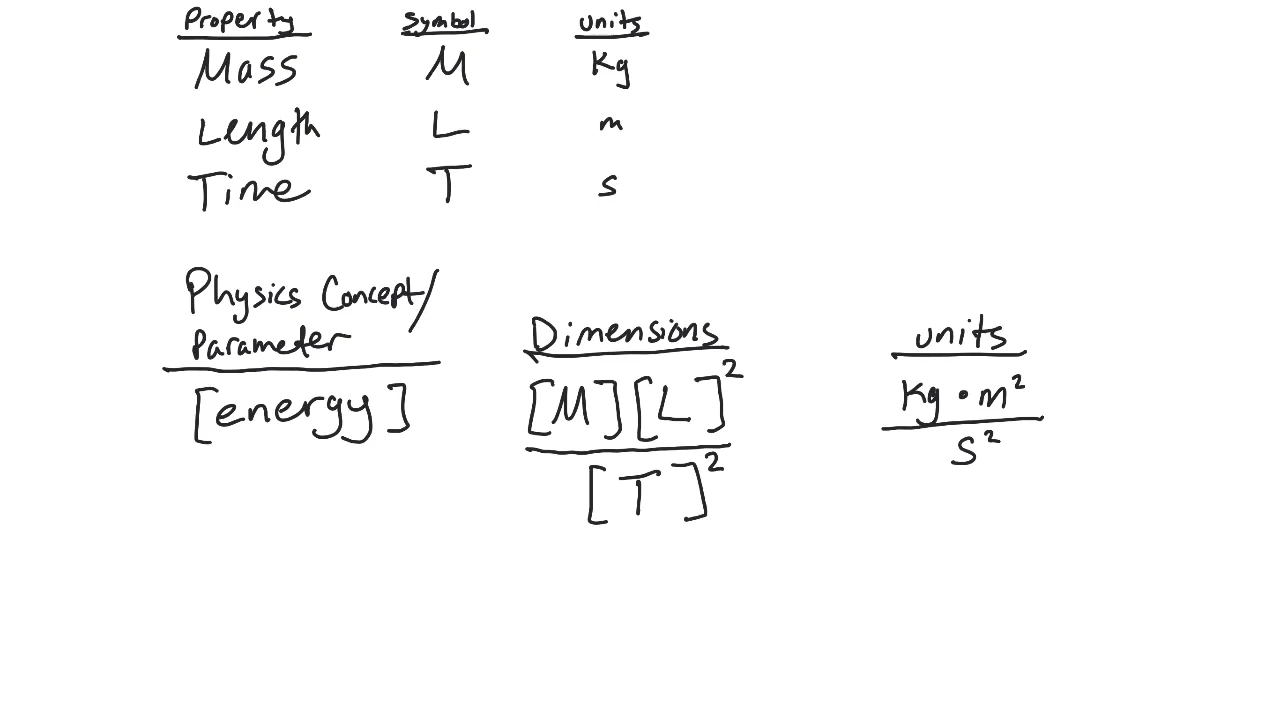 Property Symbol units
Mass M Kg
Length L m
Time T s
Physics Concept/
Parameter Dimensions units
[energy] [M][L]² Kg · m²
[T]² s²